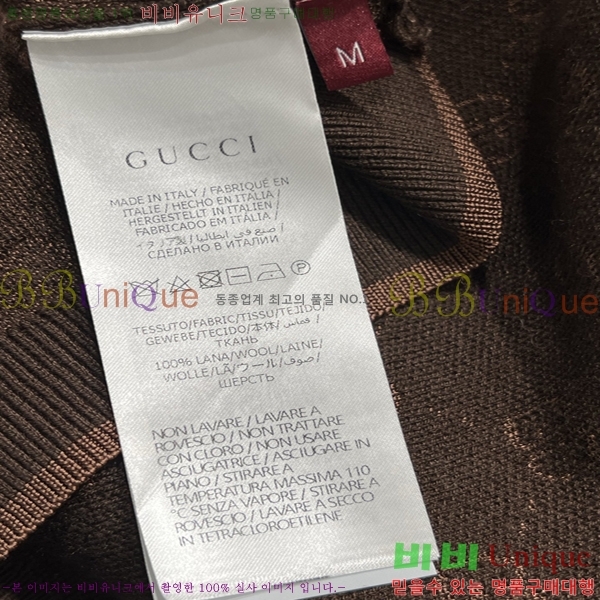 비비유니크명품구매대행
M
GUCCI
MADE IN ITALY / FABRIQUÉ EN
ITALIE / HECHO EN ITALIA /
HERGESTELLT IN ITALIEN /
FABRICADO EM ITÁLIA /
صنع في إيطاليا / イタリア製 /
СДЕЛАНО В ИТАЛИИ
BBUniQue 동종업계 최고의 품질 NO... BBUniQue
TESSUTO/FABRIC/TISSU/TEJIDO/
GEWEBE/TECIDO/本体/قماش/
ТКАНЬ
100% LANA/WOOL/LAINE/
WOLLE/LÃ/ウール/صوف/
ШЕРСТЬ
NON LAVARE / LAVARE A
ROVESCIO / NON TRATTARE
CON CLORO / NON USARE
ASCIUGATRICE / ASCIUGARE IN
PIANO / STIRARE A
TEMPERATURA MASSIMA 110
°C SENZA VAPORE / STIRARE A
ROVESCIO / LAVARE A SECCO
IN TETRACLOROETILENE
비비 Unique
-본 이미지는 비비유니크에서 촬영한 100% 실사 이미지 입니다.-
믿을수 있는 명품구매대행